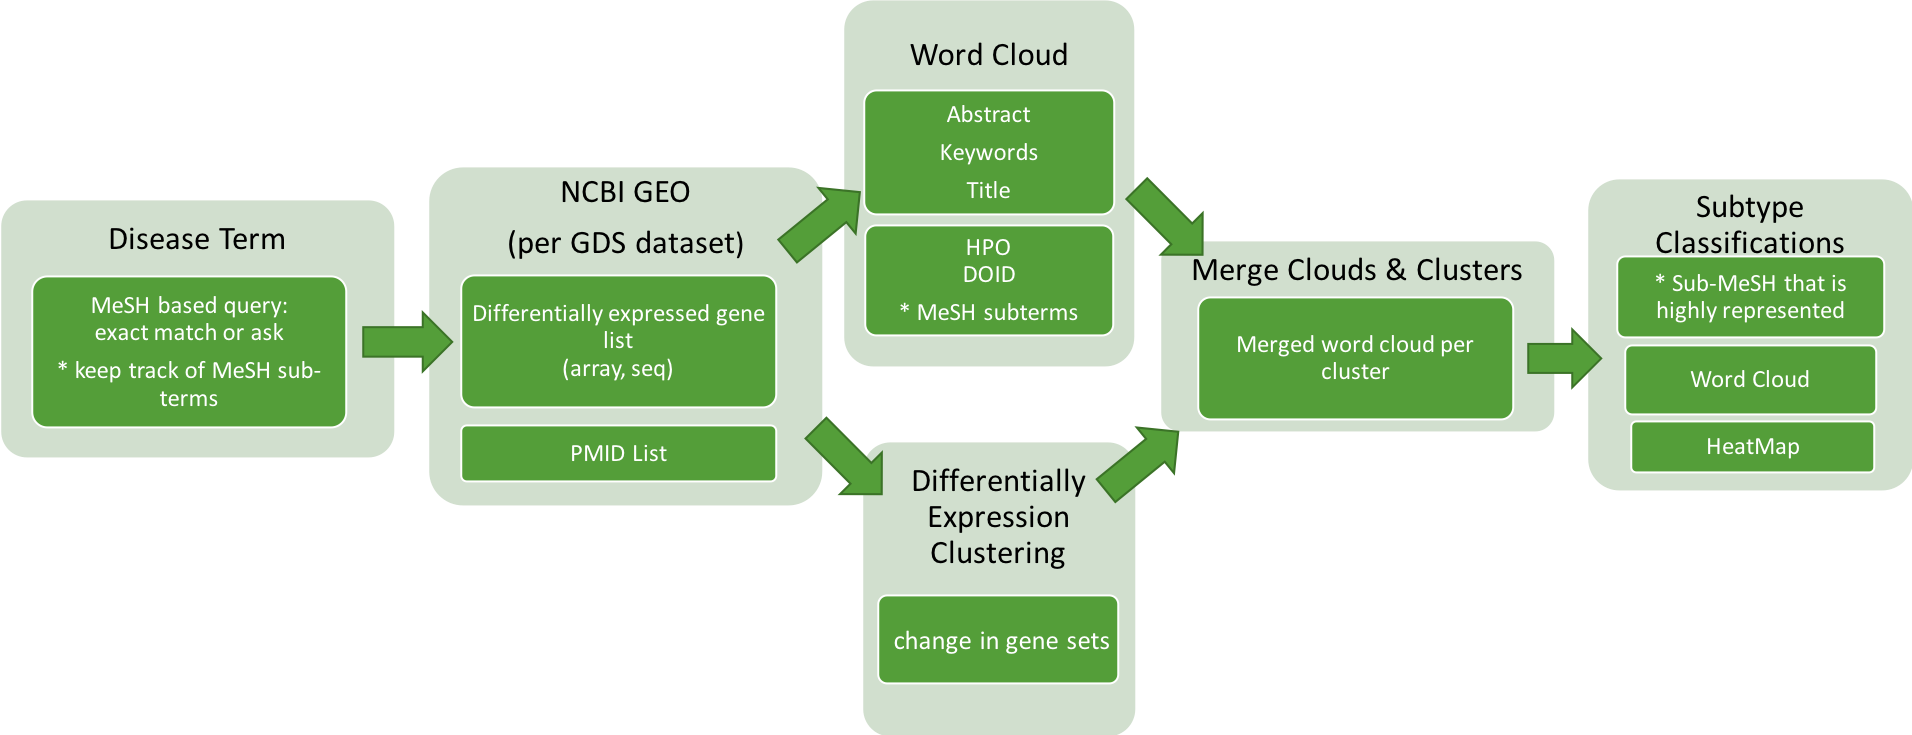 Disease Term
MeSH based query:
exact match or ask
* keep track of MeSH sub-
terms
NCBI GEO
(per GDS dataset)
Differentially expressed gene
list
(array, seq)
PMID List
Word Cloud
Abstract
Keywords
Title
HPO
DOID
* MeSH subterms
Differentially
Expression
Clustering
change in gene sets
Merge Clouds & Clusters
Merged word cloud per
cluster
Subtype
Classifications
* Sub-MeSH that is
highly represented
Word Cloud
HeatMap